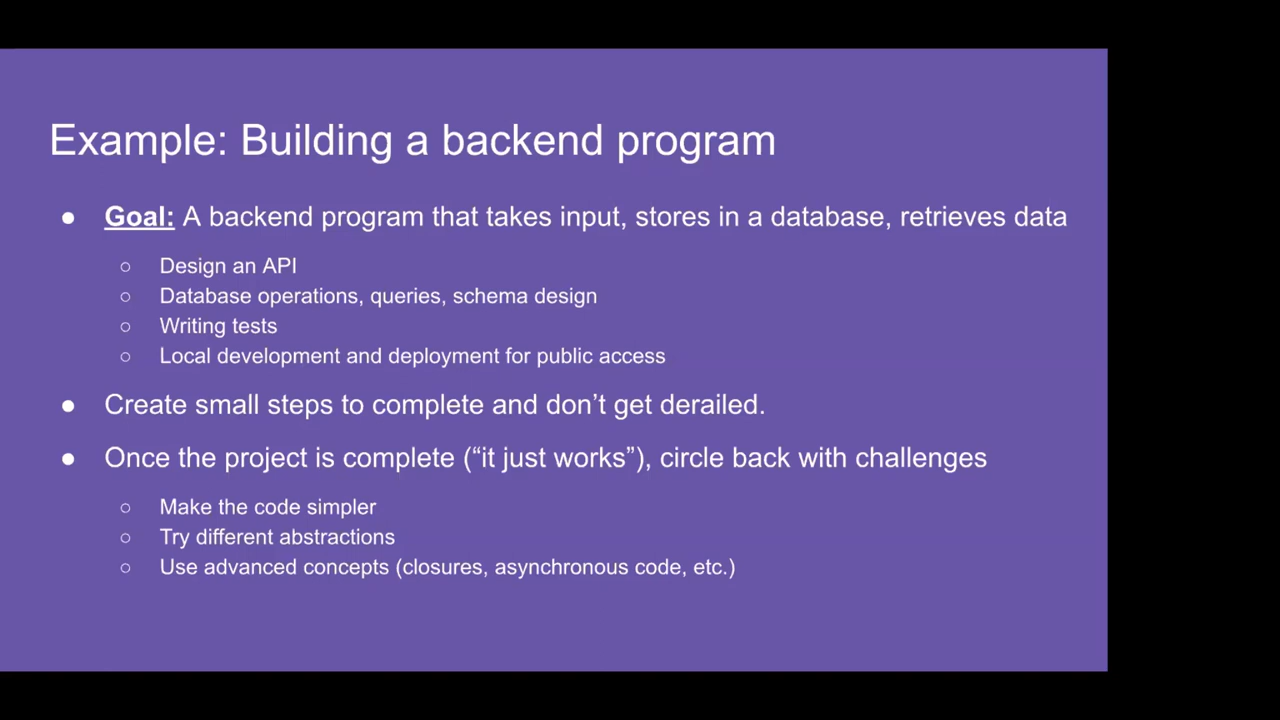 Example: Building a backend program
● Goal: A backend program that takes input, stores in a database, retrieves data
○ Design an API
○ Database operations, queries, schema design
○ Writing tests
○ Local development and deployment for public access
● Create small steps to complete and don’t get derailed.
● Once the project is complete (“it just works”), circle back with challenges
○ Make the code simpler
○ Try different abstractions
○ Use advanced concepts (closures, asynchronous code, etc.)